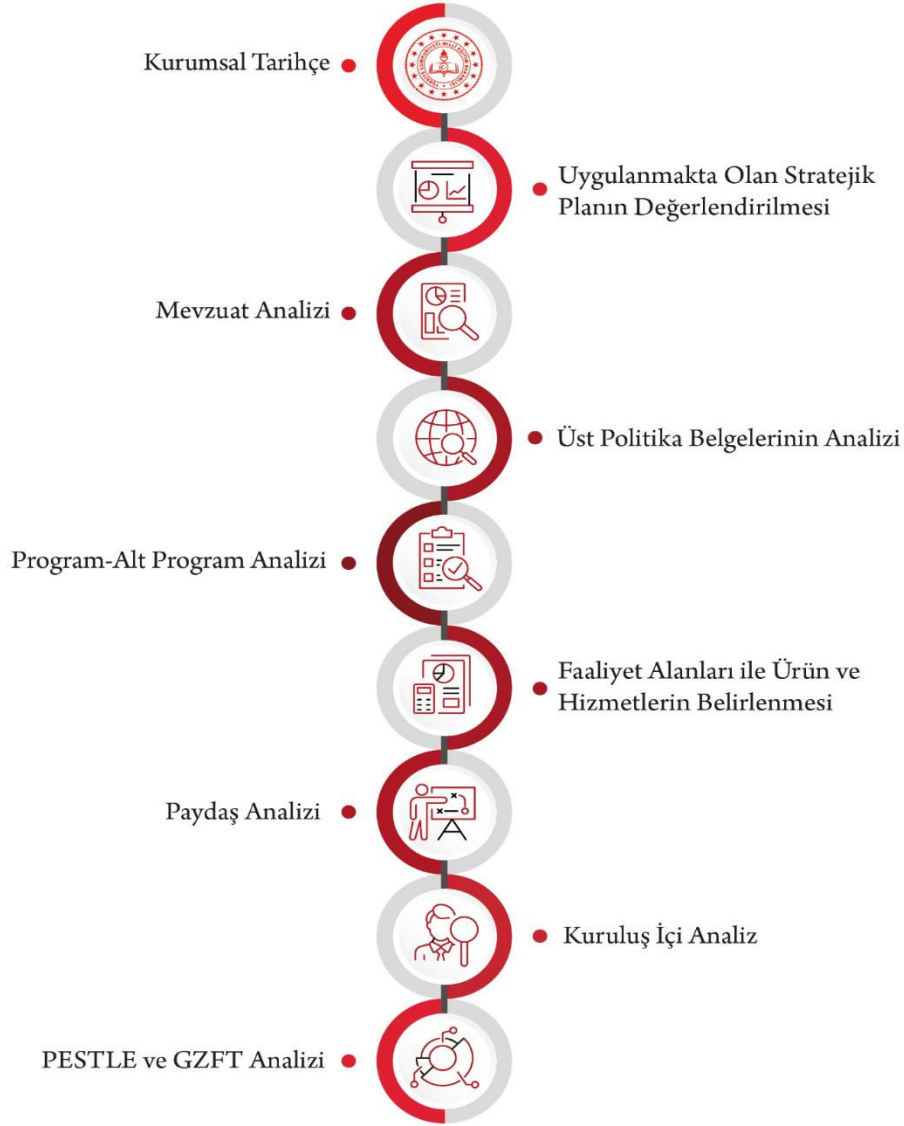 Kurumsal Tarihçe
Uygulanmakta Olan Stratejik
Planın Değerlendirilmesi
Mevzuat Analizi
Üst Politika Belgelerinin Analizi
Program-Alt Program Analizi
Faaliyet Alanları ile Ürün ve
Hizmetlerin Belirlenmesi
Paydaş Analizi
Kuruluş İçi Analiz
PESTLE ve GZFT Analizi